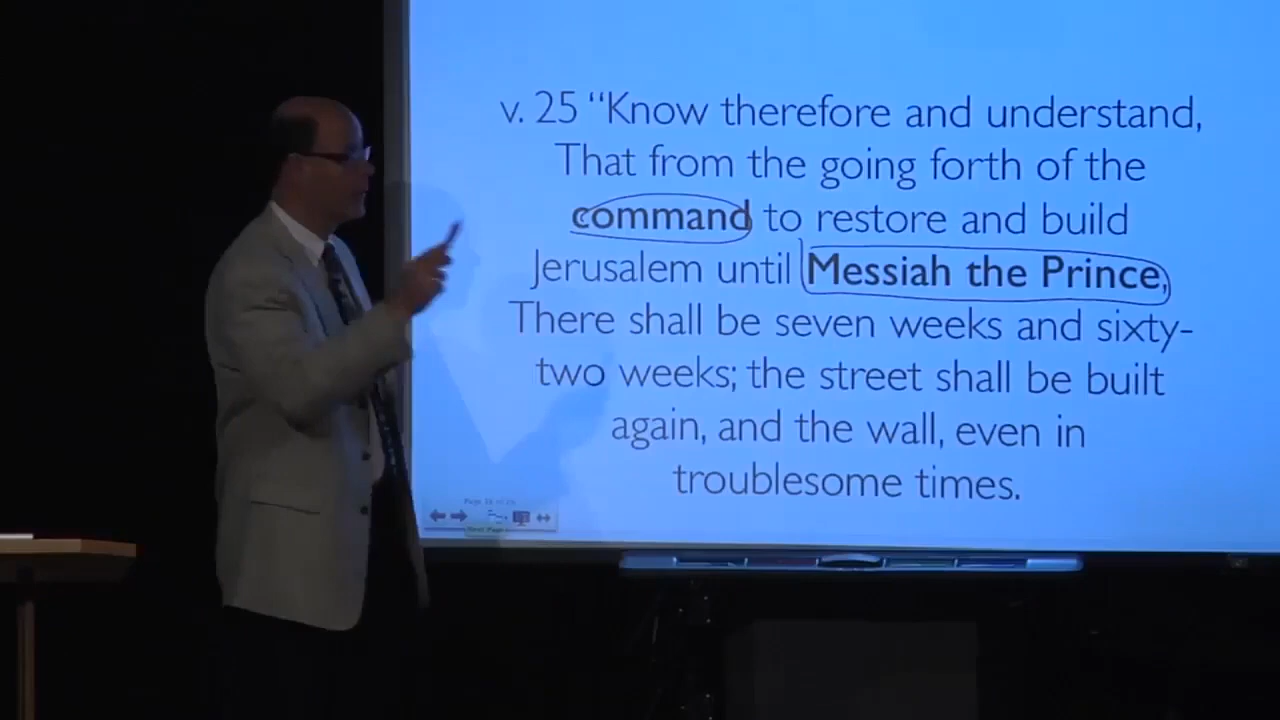 v. 25 “Know therefore and understand,
That from the going forth of the
command to restore and build
Jerusalem until Messiah the Prince,
There shall be seven weeks and sixty-
two weeks; the street shall be built
again, and the wall, even in
troublesome times.
Next Page